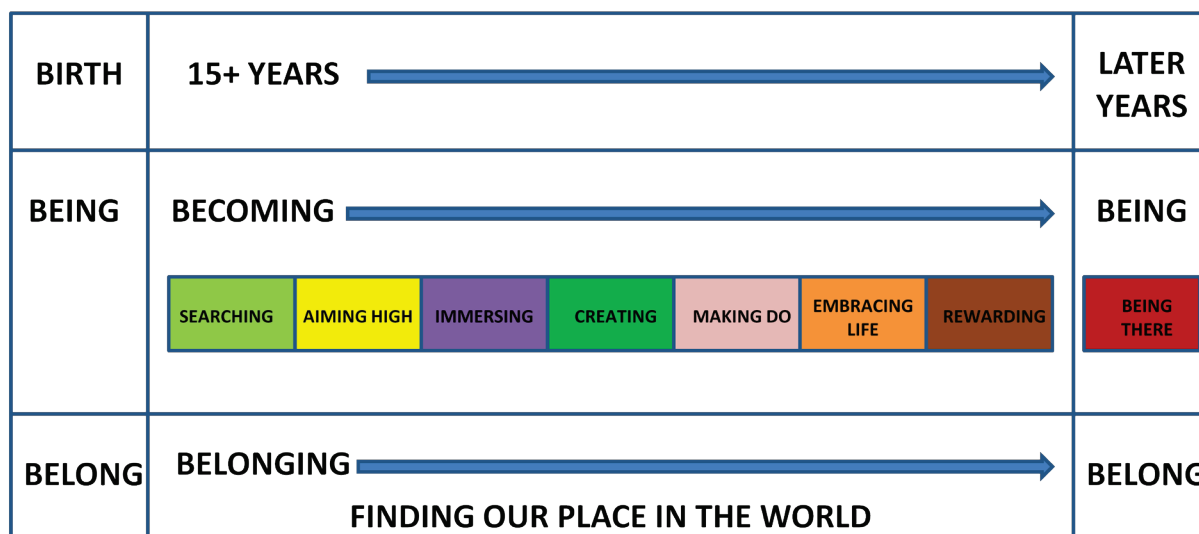 BIRTH
15+ YEARS
LATER
YEARS
BEING
BECOMING
BEING
SEARCHING
AIMING HIGH
IMMERSING
CREATING
MAKING DO
EMBRACING
LIFE
REWARDING
BEING
THERE
BELONG
BELONGING
BELONG
FINDING OUR PLACE IN THE WORLD